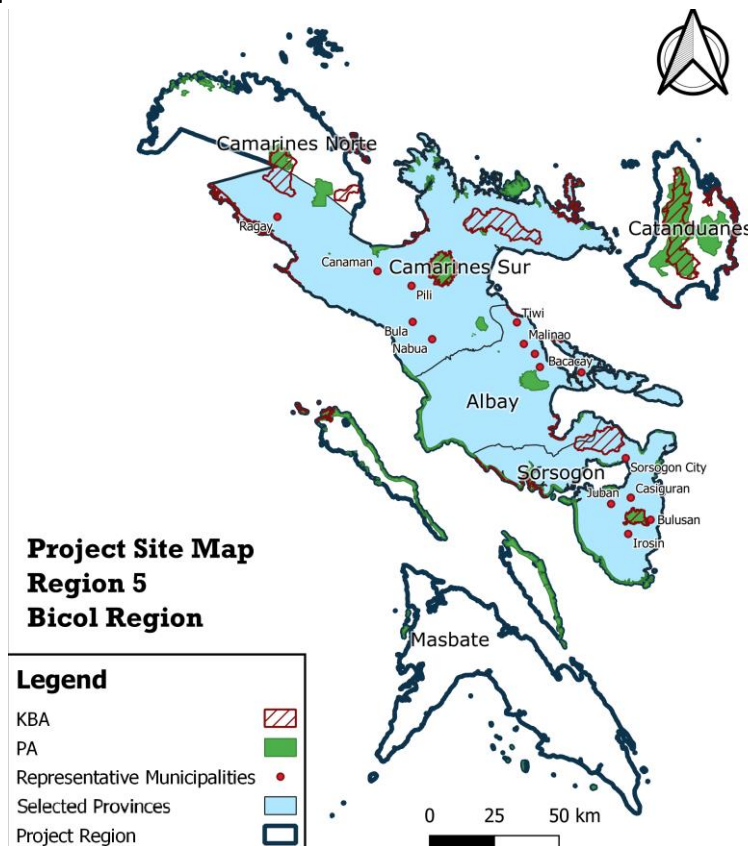 Camarines Norte
Catanduanes
Ragay
Canaman
Camarines Sur
Pili
Tiwi
Bula
Malinao
Nabua
Bacacay
Albay
Sorsogon City
Sorsogon
Juban
Casiguran
Bulusan
Irosin
Project Site Map
Region 5
Bicol Region
Masbate
Legend
KBA
PA
Representative Municipalities
Selected Provinces
Project Region
0 25 50 km